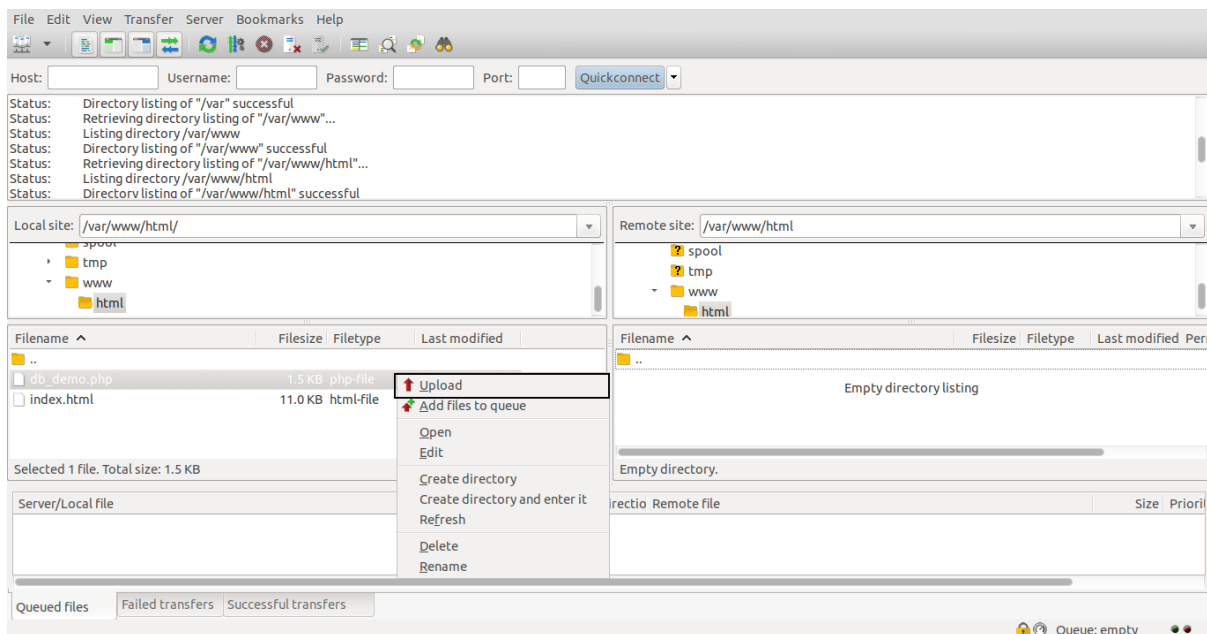 File Edit View Transfer Server Bookmarks Help
Host: Username: Password: Port: Quickconnect
Status: Directory listing of "/var" successful
Status: Retrieving directory listing of "/var/www"...
Status: Listing directory /var/www
Status: Directory listing of "/var/www" successful
Status: Retrieving directory listing of "/var/www/html"...
Status: Listing directory /var/www/html
Status: Directory listing of "/var/www/html" successful
Local site: /var/www/html/
spool
tmp
www
html
Remote site: /var/www/html
? spool
? tmp
www
html
Filename Filesize Filetype Last modified
..
db_demo.php 1.5 KB php-file
index.html 11.0 KB html-file
Selected 1 file. Total size: 1.5 KB
Upload
Add files to queue
Open
Edit
Create directory
Create directory and enter it
Refresh
Delete
Rename
Filename Filesize Filetype Last modified Per
..
Empty directory listing
Empty directory.
Server/Local file irectio Remote file Size Priorit
Queued files Failed transfers Successful transfers
Queue: empty